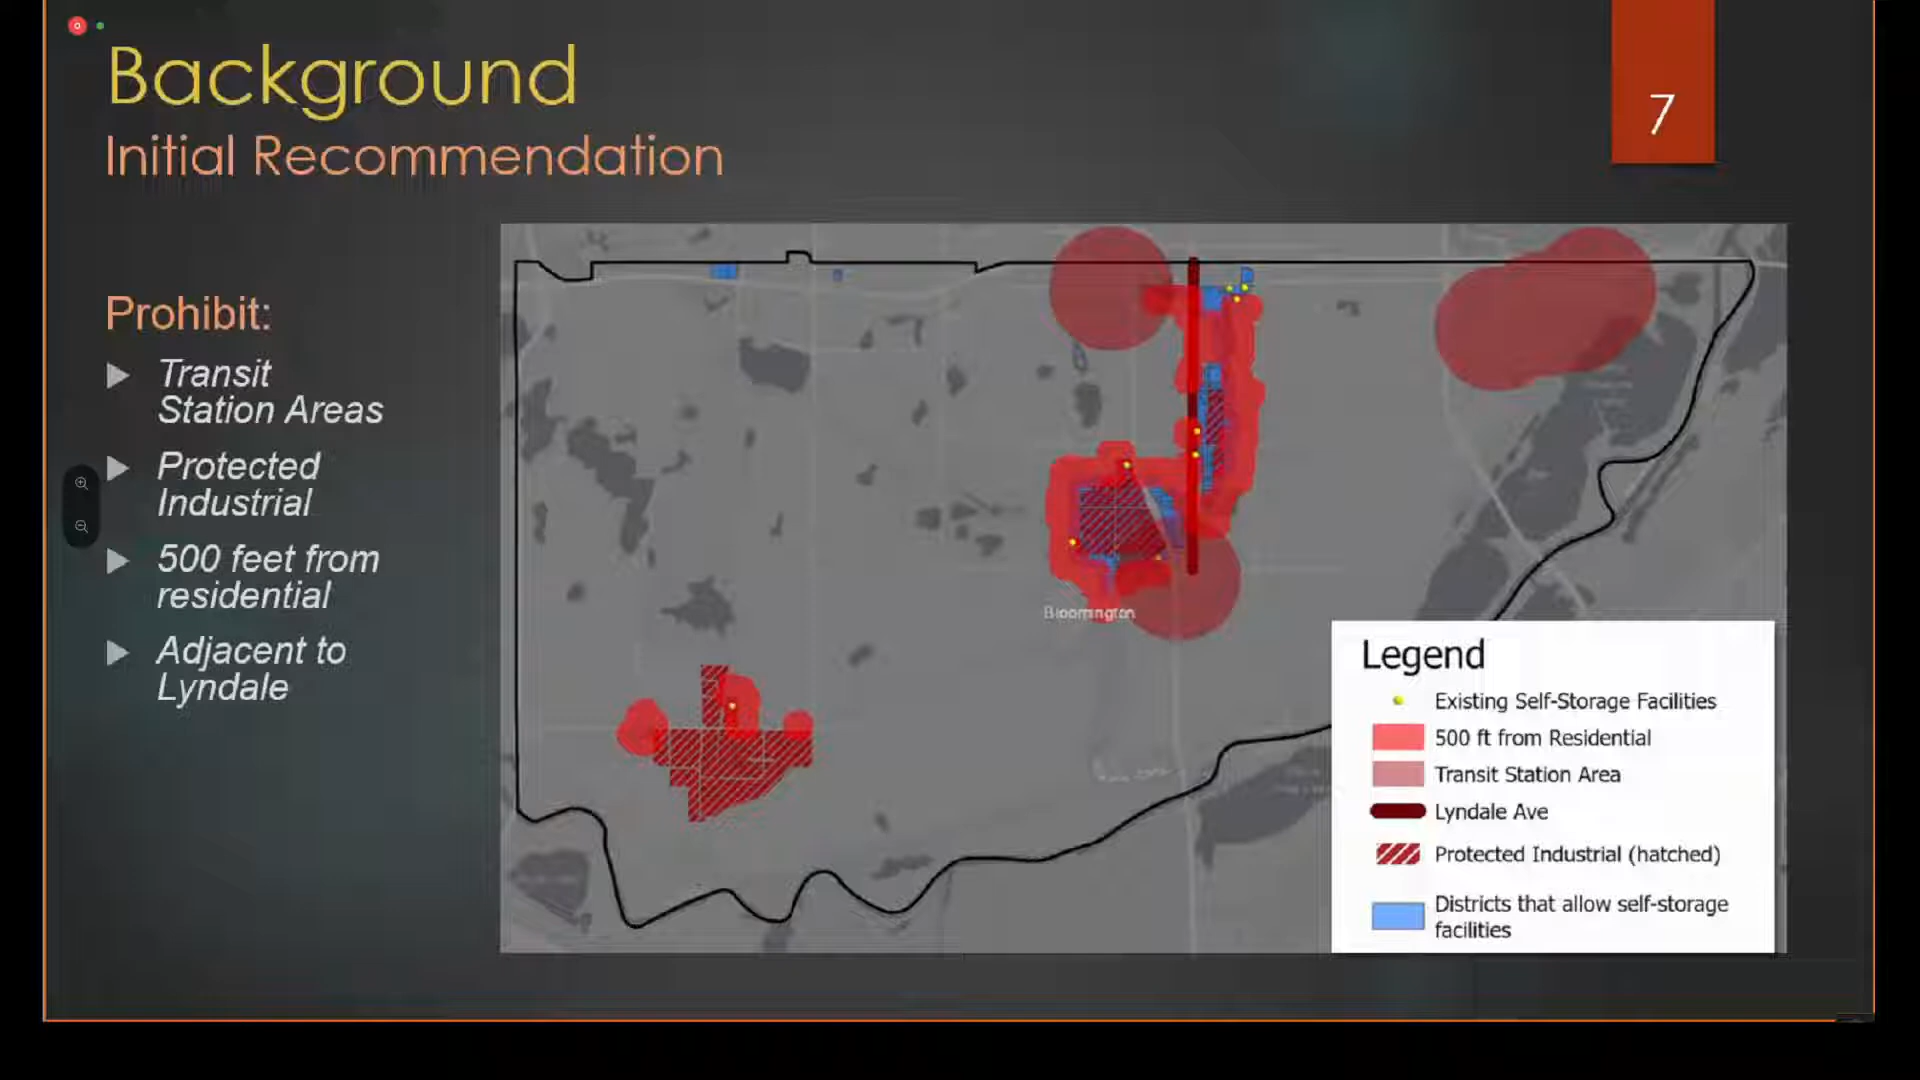 Background
Initial Recommendation
7
Prohibit:
Transit
Station Areas
Protected
Industrial
500 feet from
residential
Adjacent to
Lyndale
Bloomington
Legend
Existing Self-Storage Facilities
500 ft from Residential
Transit Station Area
Lyndale Ave
Protected Industrial (hatched)
Districts that allow self-storage
facilities